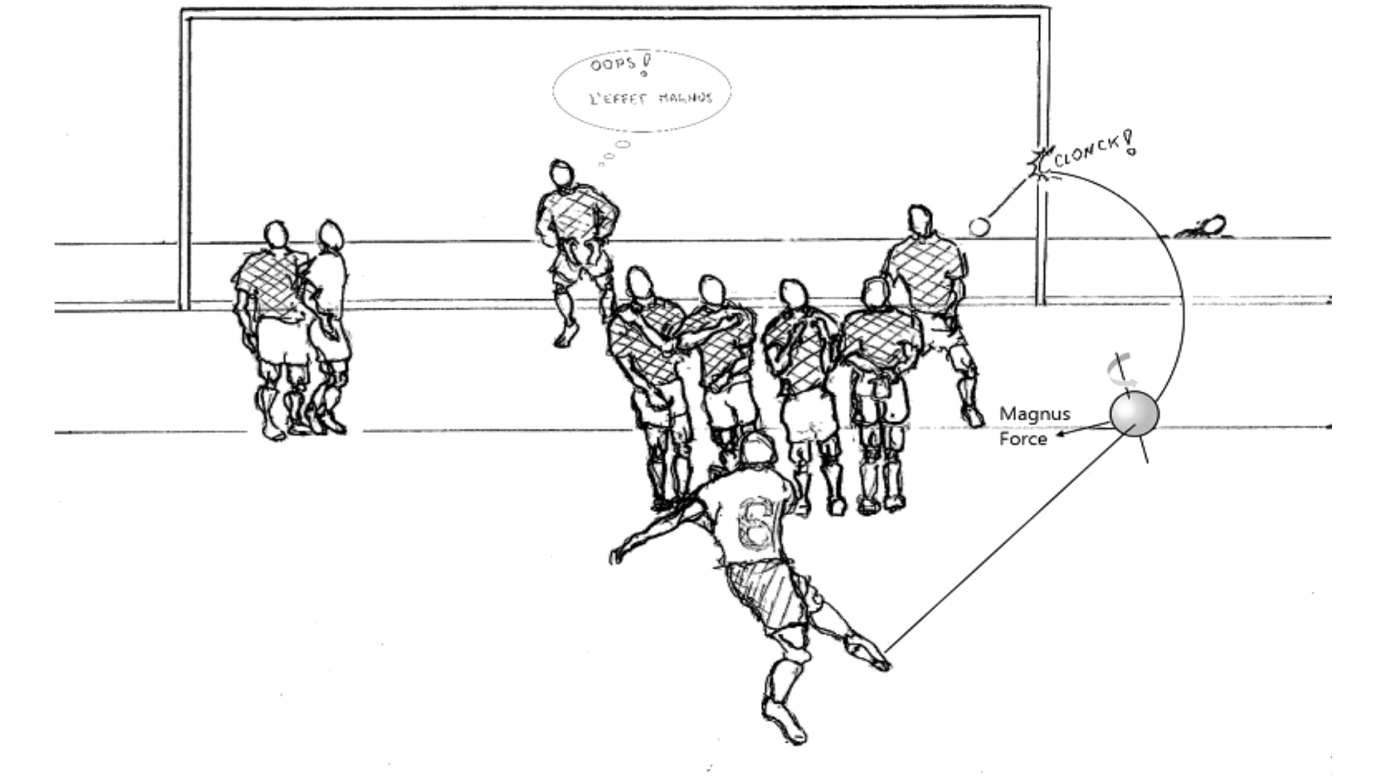 OOPS!
L'EFFET MAGNUS
CLONCK!
Magnus
Force
6